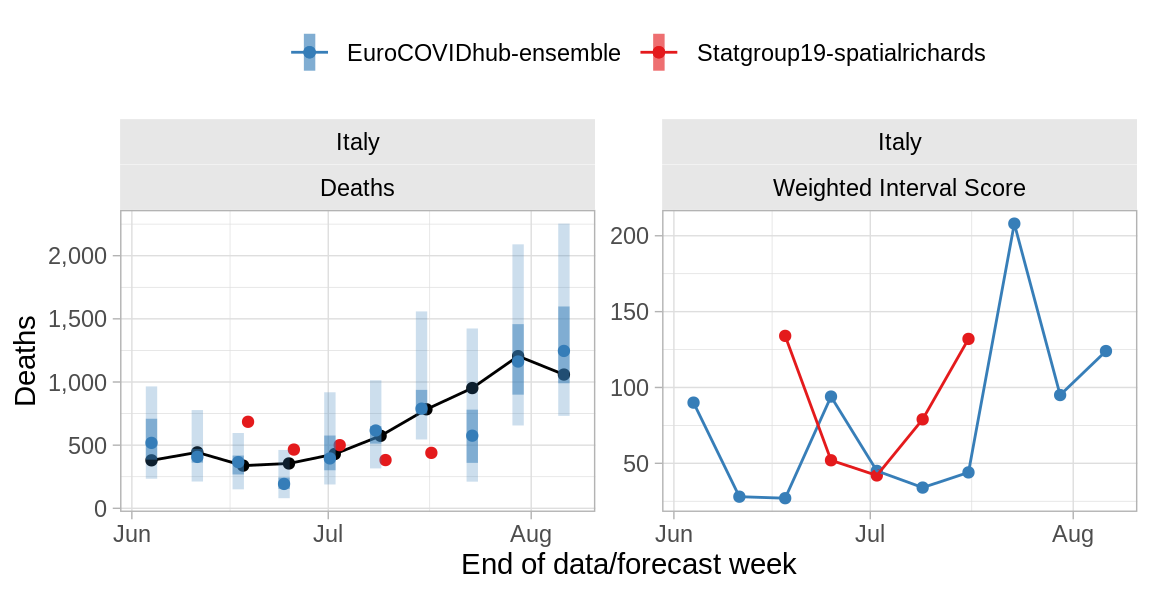 EuroCOVIDhub-ensemble Statgroup19-spatialrichards
Italy
Deaths
Deaths
2,000
1,500
1,000
500
0
Jun Jul Aug
Italy
Weighted Interval Score
200
150
100
50
Jun Jul Aug
End of data/forecast week